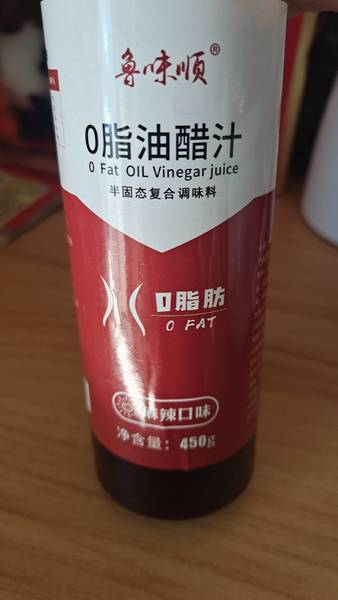 鲁味顺®
0脂油醋汁
0 Fat OIL Vinegar juice
半固态复合调味料
0脂肪
0 FAT
麻辣口味
净含量：450g